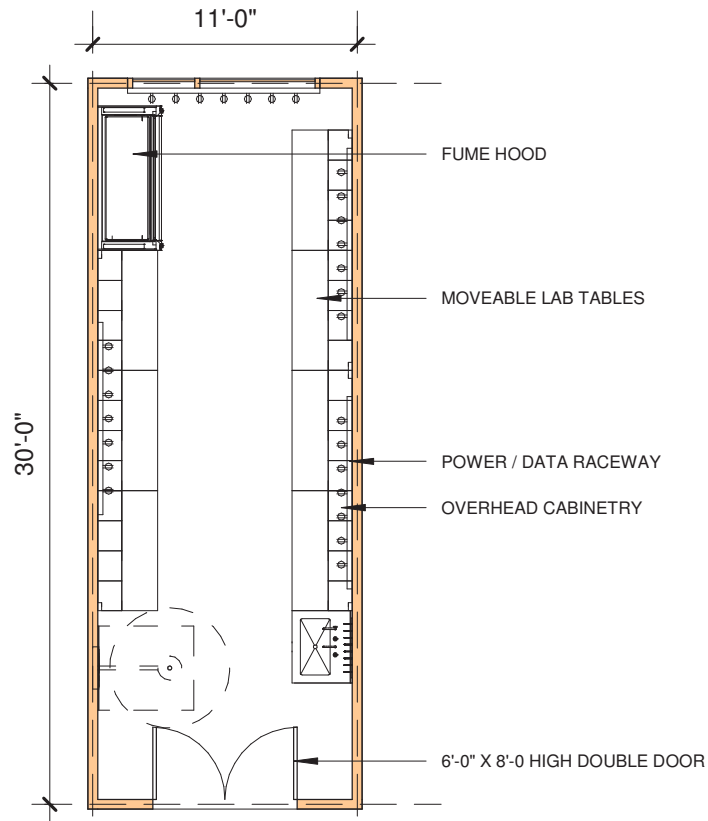 11'-0"
FUME HOOD
MOVEABLE LAB TABLES
30'-0"
POWER / DATA RACEWAY
OVERHEAD CABINETRY
6'-0" X 8'-0 HIGH DOUBLE DOOR